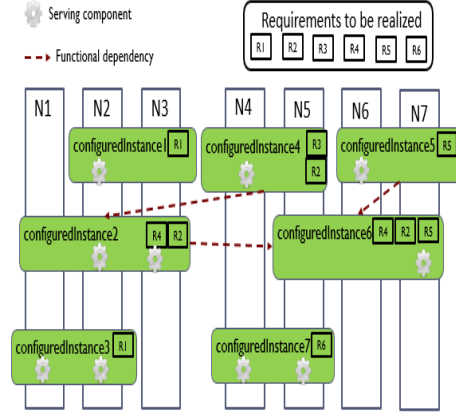 Serving component
Requirements to be realized
R1 R2 R3 R4 R5 R6
Functional dependency
N1 N2 N3 N4 N5 N6 N7
configuredInstance1 R1
configuredInstance4 R3
R2
configuredInstance5 R5
configuredInstance2 R4 R2
configuredInstance6 R4 R2 R5
configuredInstance3 R1
configuredInstance7 R6